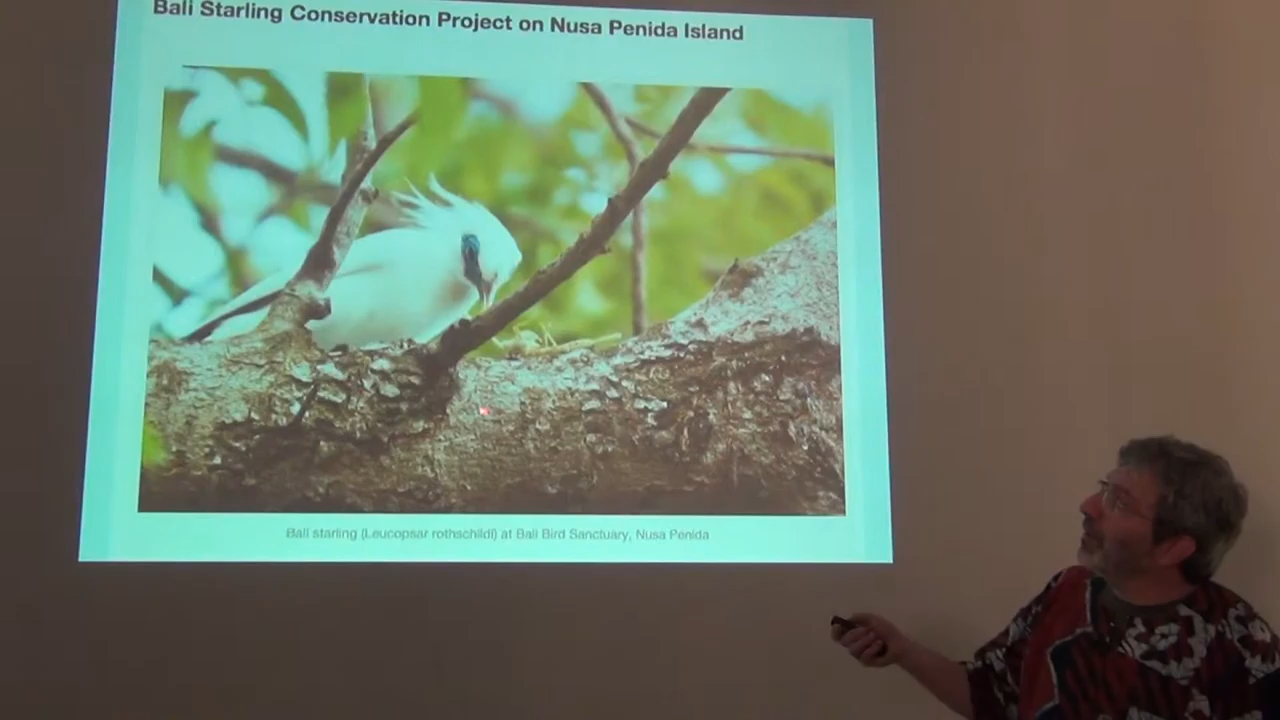 Bali Starling Conservation Project on Nusa Penida Island
Bali starling (Leucopsar rothschildi) at Bali Bird Sanctuary, Nusa Penida